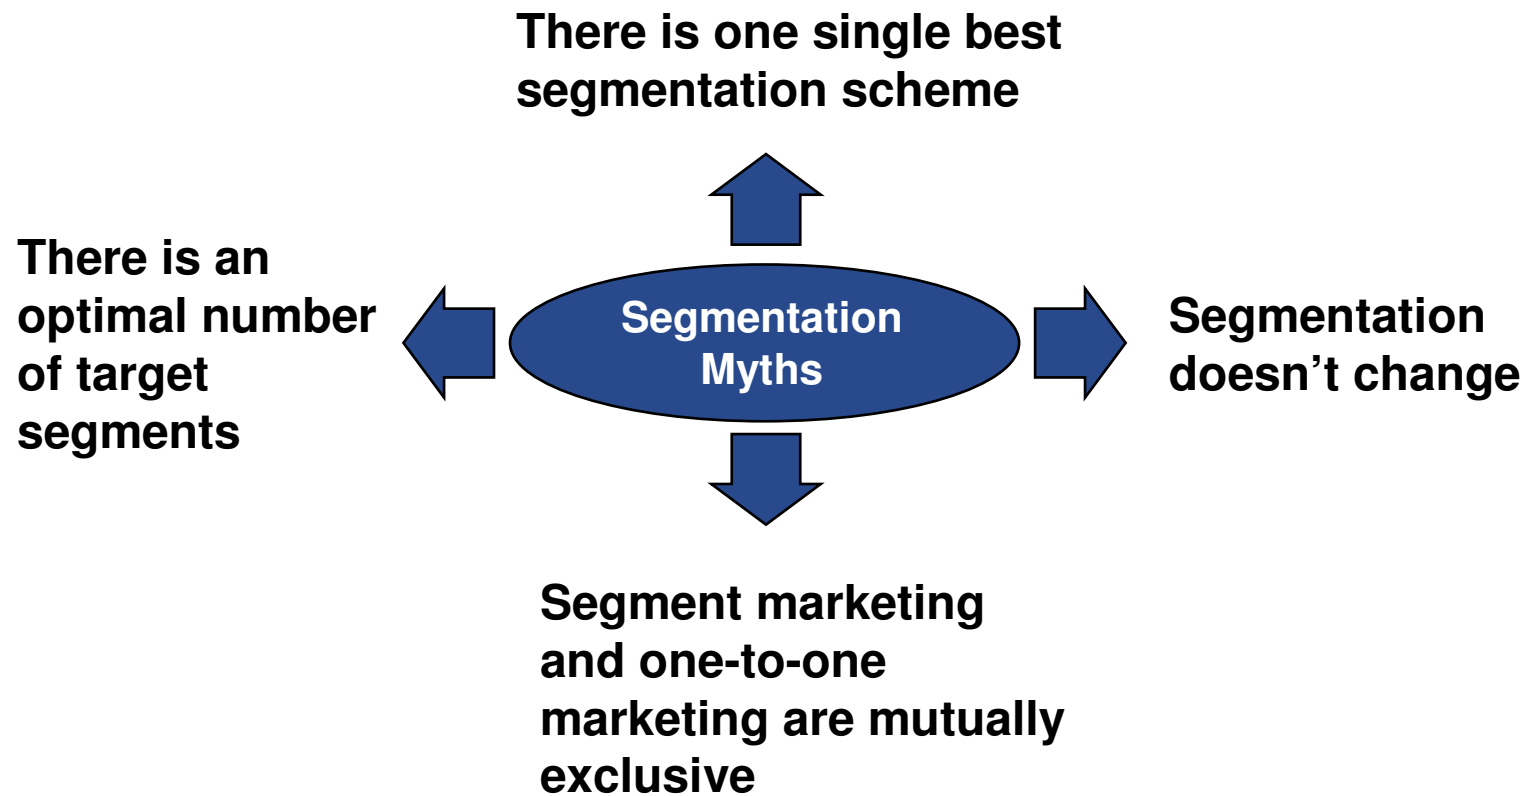 There is one single best
segmentation scheme
There is an
optimal number
of target
segments
Segmentation
Myths
Segmentation
doesn’t change
Segment marketing
and one-to-one
marketing are mutually
exclusive